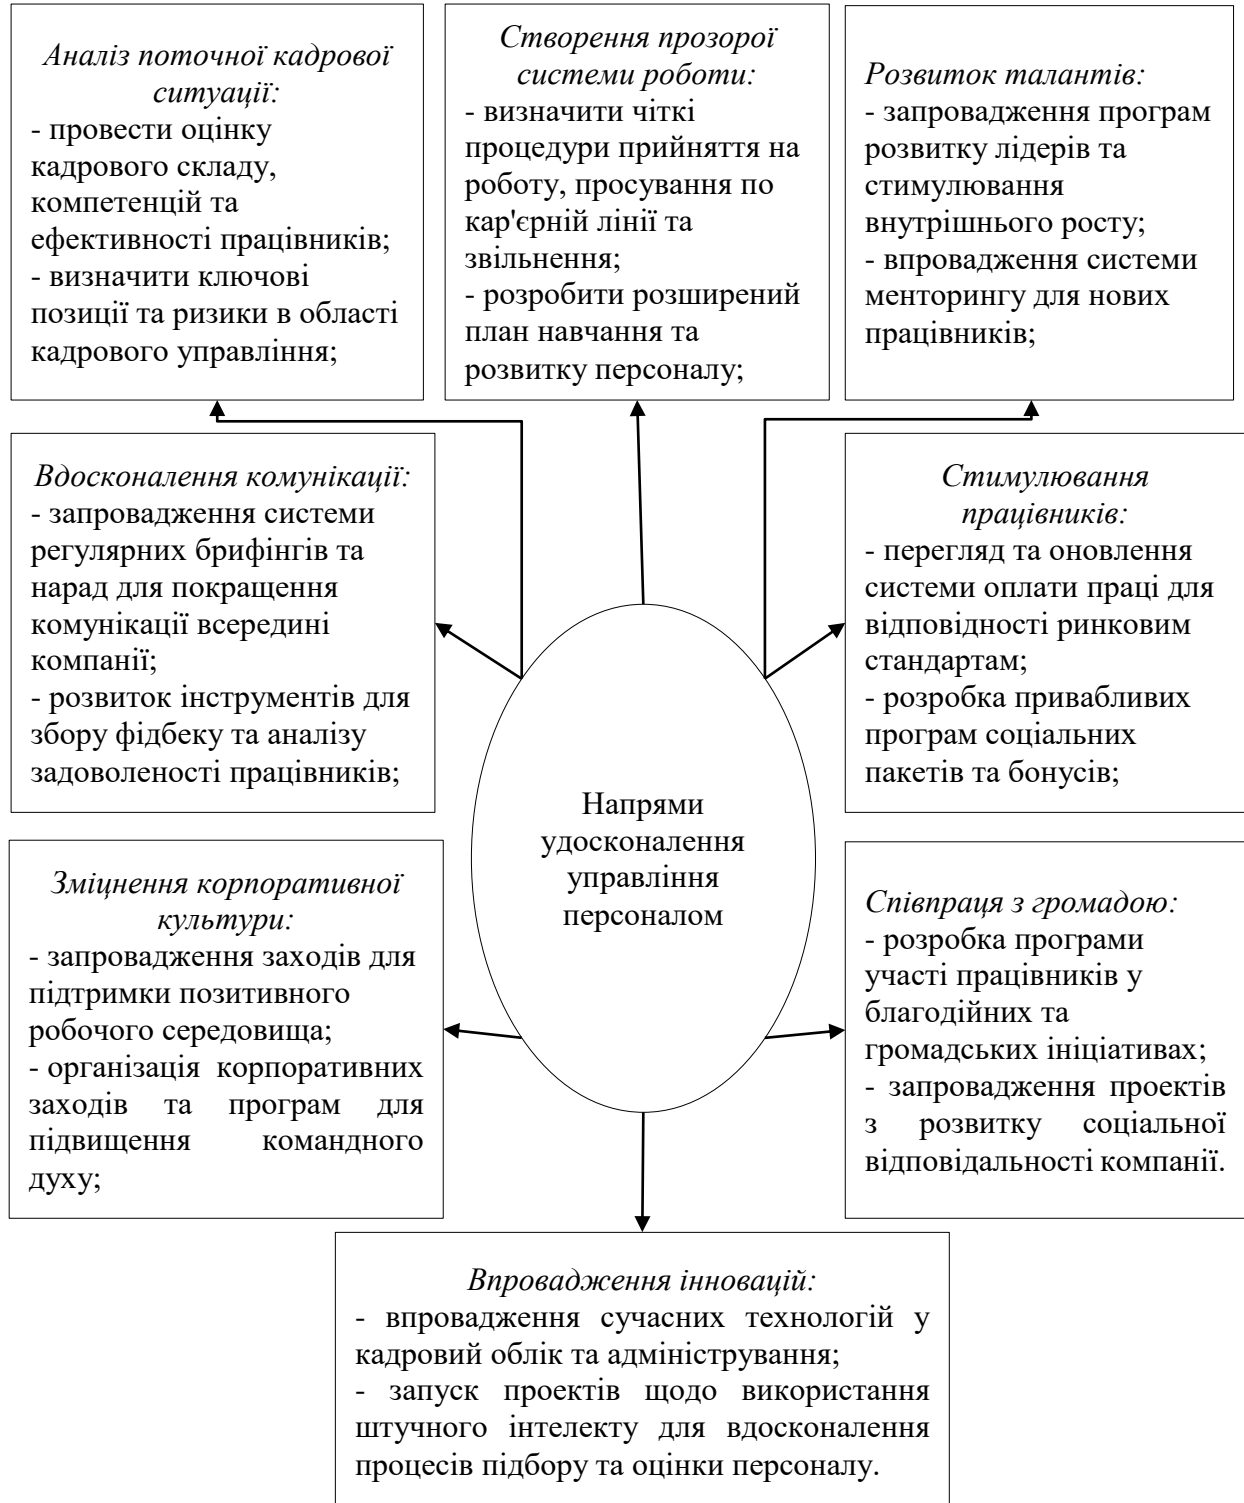 Аналіз поточної кадрової
ситуації:
- провести оцінку
кадрового складу,
компетенцій та
ефективності працівників;
- визначити ключові
позиції та ризики в області
кадрового управління;
Створення прозорої
системи роботи:
- визначити чіткі
процедури прийняття на
роботу, просування по
кар'єрній лінії та
звільнення;
- розробити розширений
план навчання та
розвитку персоналу;
Розвиток талантів:
- запровадження програм
розвитку лідерів та
стимулювання
внутрішнього росту;
- впровадження системи
менторингу для нових
працівників;
Вдосконалення комунікації:
- запровадження системи
регулярних брифінгів та
нарад для покращення
комунікації всередині
компанії;
- розвиток інструментів для
збору фідбеку та аналізу
задоволеності працівників;
Стимулювання
працівників:
- перегляд та оновлення
системи оплати праці для
відповідності ринковим
стандартам;
- розробка привабливих
програм соціальних
пакетів та бонусів;
Напрями
удосконалення
управління
персоналом
Зміцнення корпоративної
культури:
- запровадження заходів для
підтримки позитивного
робочого середовища;
- організація корпоративних
заходів та програм для
підвищення командного
духу;
Співпраця з громадою:
- розробка програми
участі працівників у
благодійних та
громадських ініціативах;
- запровадження проектів
з розвитку соціальної
відповідальності компанії.
Впровадження інновацій:
- впровадження сучасних технологій у
кадровий облік та адміністрування;
- запуск проектів щодо використання
штучного інтелекту для вдосконалення
процесів підбору та оцінки персоналу.